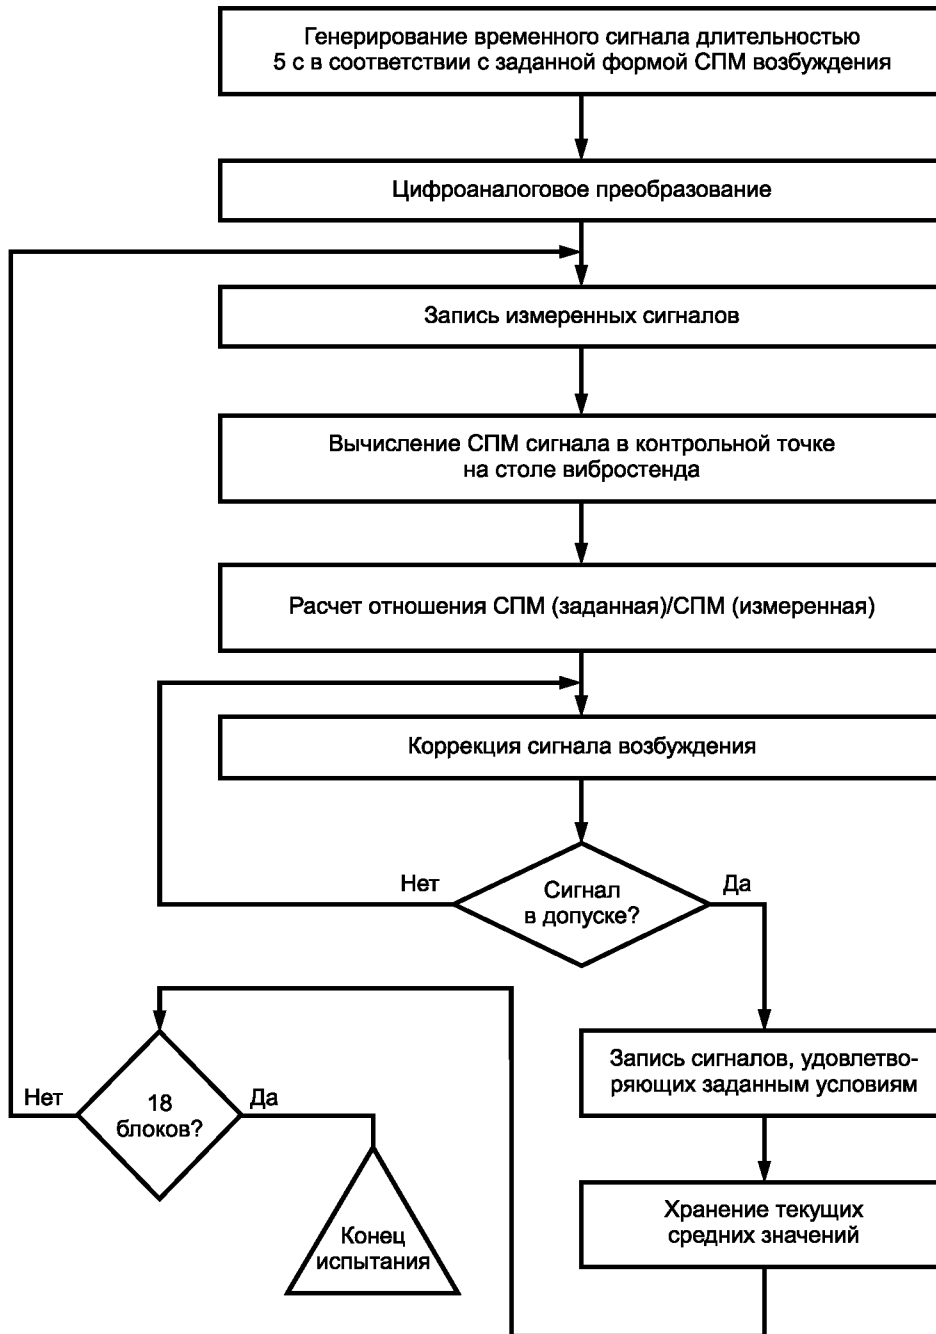 Генерирование временного сигнала длительностью
5 с в соответствии с заданной формой СПМ возбуждения
Цифроаналоговое преобразование
Запись измеренных сигналов
Вычисление СПМ сигнала в контрольной точке
на столе вибростенда
Расчет отношения СПМ (заданная)/СПМ (измеренная)
Коррекция сигнала возбуждения
Нет
Сигнал
в допуске?
Да
Запись сигналов, удовлетво-
ряющих заданным условиям
Хранение текущих
средних значений
Нет
18
блоков?
Да
Конец
испытания